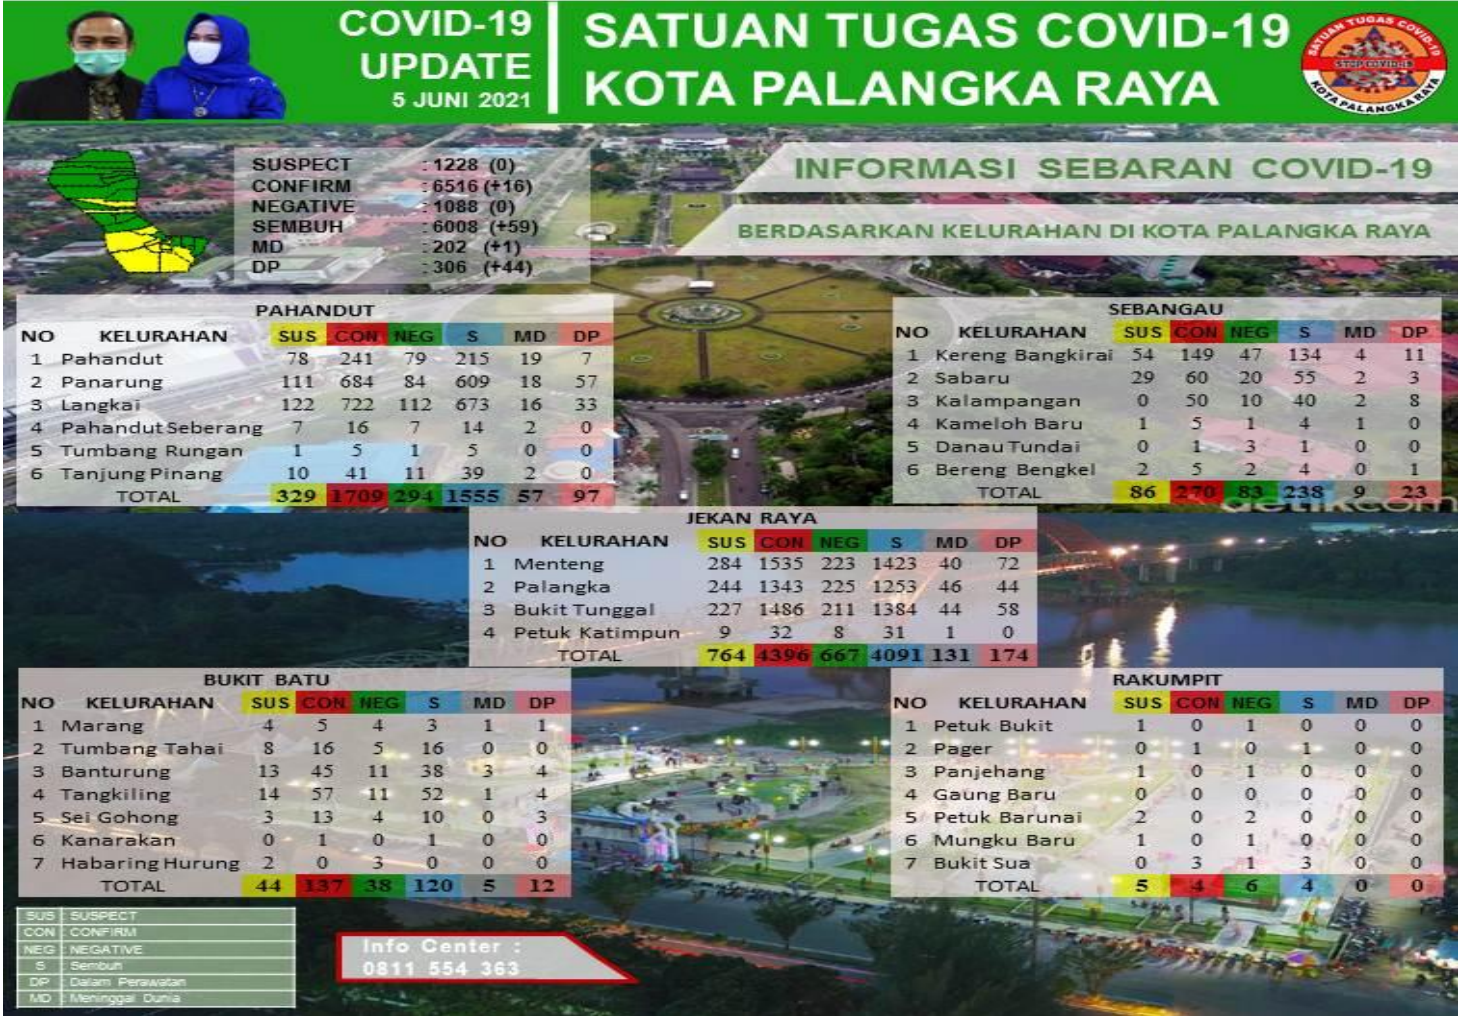 COVID-19
UPDATE
5 JUNI 2021
SATUAN TUGAS COVID-19
KOTA PALANGKA RAYA
SATUAN TUGAS COVID-19
STOP COVID-19
KOTA PALANGKA RAYA
SUSPECT : 1228 (0)
CONFIRM : 6516 (+16)
NEGATIVE : 1088 (0)
SEMBUH : 6008 (+59)
MD : 202 (+1)
DP : 306 (+44)
INFORMASI SEBARAN COVID-19
BERDASARKAN KELURAHAN DI KOTA PALANGKA RAYA
PAHANDUT
NO KELURAHAN SUS CON NEG S MD DP
1 Pahandut 78 241 79 215 19 7
2 Panarung 111 684 84 609 18 57
3 Langkai 122 722 112 673 16 33
4 Pahandut Seberang 7 16 7 14 2 0
5 Tumbang Rungan 1 5 1 5 0 0
6 Tanjung Pinang 10 41 11 39 2 0
TOTAL 329 1709 294 1555 57 97
SEBANGAU
NO KELURAHAN SUS CON NEG S MD DP
1 Kereng Bangkirai 54 149 47 134 4 11
2 Sabaru 29 60 20 55 2 3
3 Kalampangan 0 50 10 40 2 8
4 Kameloh Baru 1 5 1 4 1 0
5 Danau Tundai 0 1 3 1 0 0
6 Bereng Bengkel 2 5 2 4 0 1
TOTAL 86 270 83 238 9 23
detikcom
JEKAN RAYA
NO KELURAHAN SUS CON NEG S MD DP
1 Menteng 284 1535 223 1423 40 72
2 Palangka 244 1343 225 1253 46 44
3 Bukit Tunggal 227 1486 211 1384 44 58
4 Petuk Katimpun 9 32 8 31 1 0
TOTAL 764 4396 667 4091 131 174
BUKIT BATU
NO KELURAHAN SUS CON NEG S MD DP
1 Marang 4 5 4 3 1 1
2 Tumbang Tahai 8 16 5 16 0 0
3 Banturung 13 45 11 38 3 4
4 Tangkiling 14 57 11 52 1 4
5 Sei Gohong 3 13 4 10 0 3
6 Kanarakan 0 1 0 1 0 0
7 Habaring Hurung 2 0 3 0 0 0
TOTAL 44 137 38 120 5 12
RAKUMPIT
NO KELURAHAN SUS CON NEG S MD DP
1 Petuk Bukit 1 0 1 0 0 0
2 Pager 0 1 0 1 0 0
3 Panjehang 1 0 1 0 0 0
4 Gaung Baru 0 0 0 0 0 0
5 Petuk Barunai 2 0 2 0 0 0
6 Mungku Baru 1 0 1 0 0 0
7 Bukit Sua 0 3 1 3 0 0
TOTAL 5 4 6 4 0 0
SUS : SUSPECT
CON : CONFIRM
NEG : NEGATIVE
S : Sembuh
DP : Dalam Perawatan
MD : Meninggal Dunia
Info Center :
0811 554 363